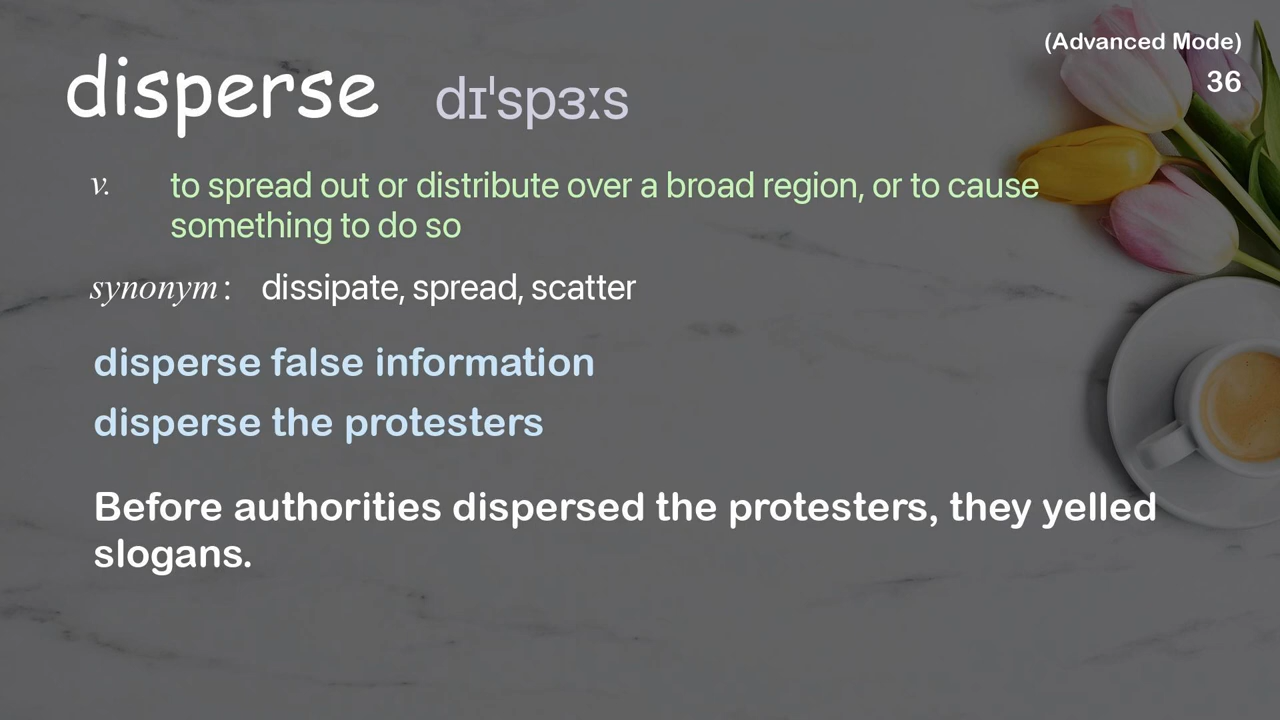 (Advanced Mode)
disperse dɪˈspɜːs
36
v. to spread out or distribute over a broad region, or to cause
something to do so
synonym : dissipate, spread, scatter
disperse false information
disperse the protesters
Before authorities dispersed the protesters, they yelled
slogans.